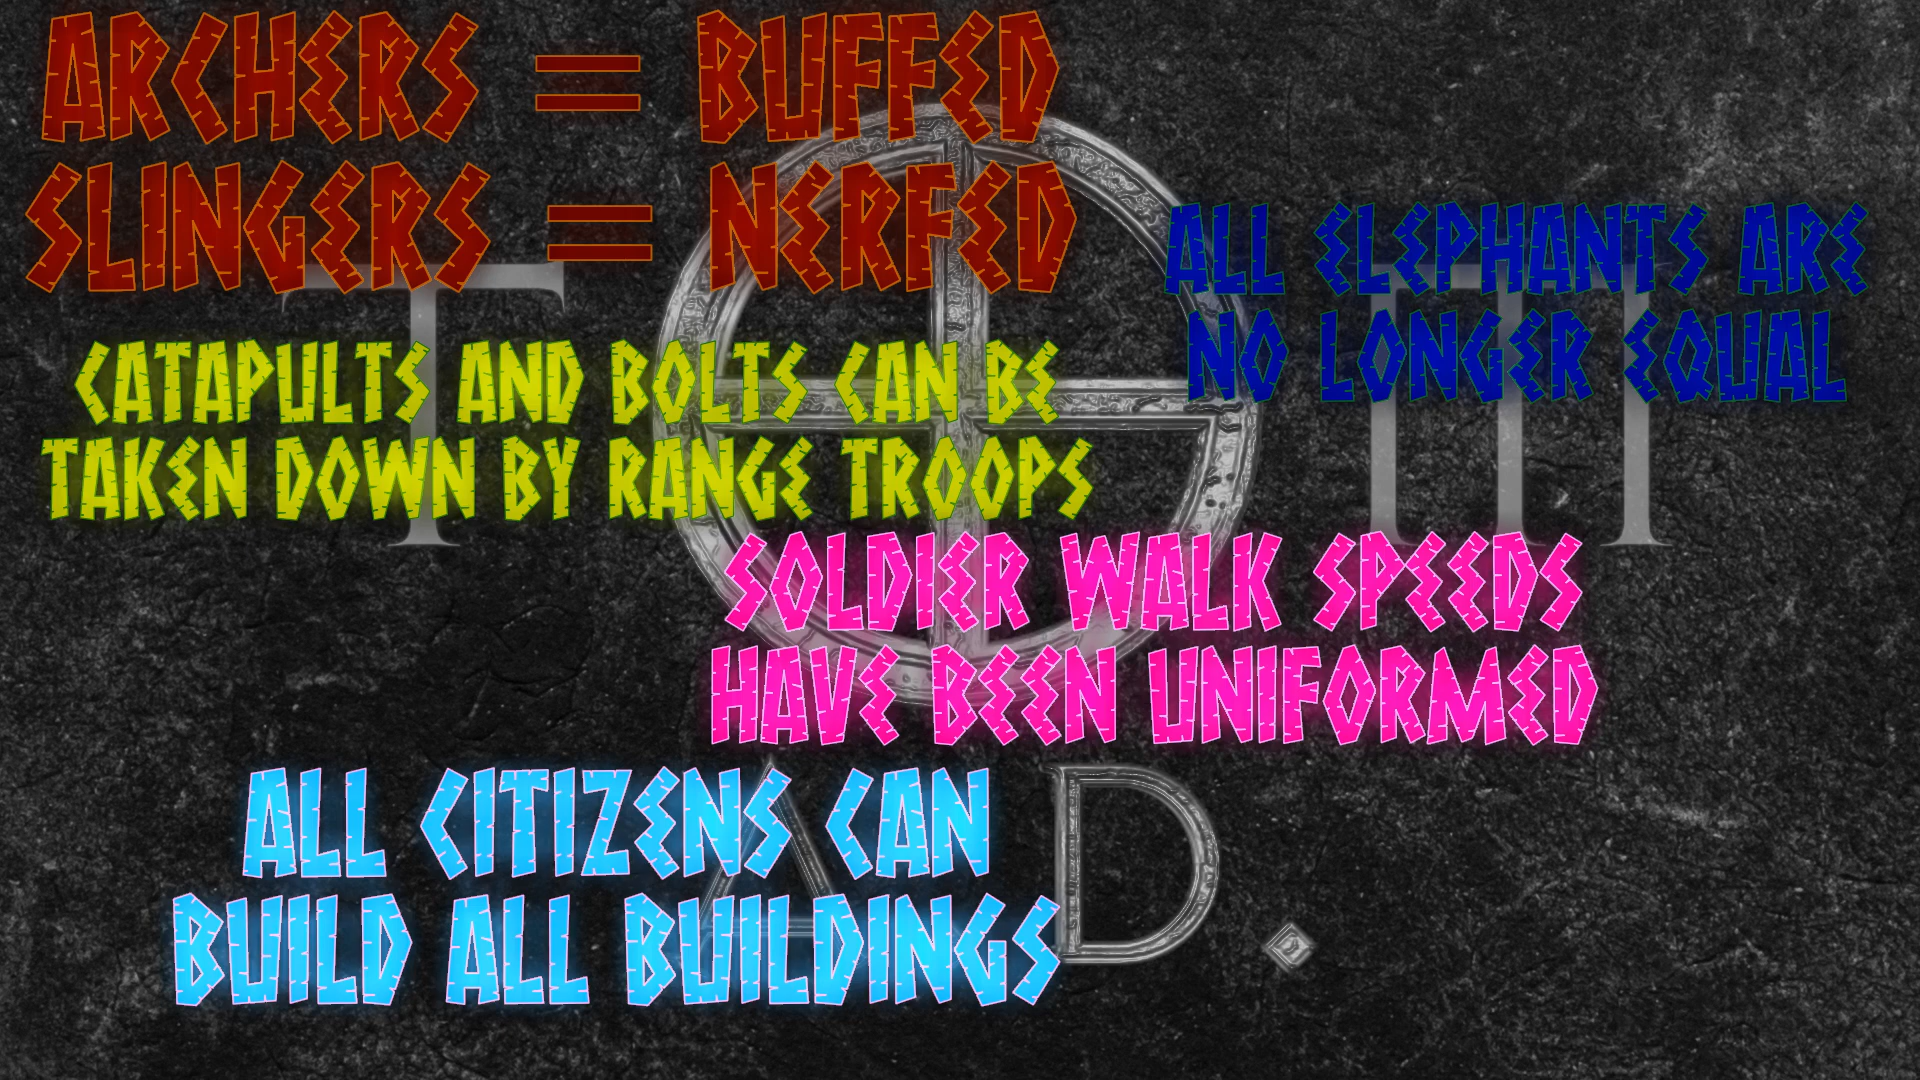 ARCHERS = BUFFED
SLINGERS = NERFED
ALL ELEPHANTS ARE
NO LONGER EQUAL
CATAPULTS AND BOLTS CAN BE
TAKEN DOWN BY RANGE TROOPS
SOLDIER WALK SPEEDS
HAVE BEEN UNIFORMED
ALL CITIZENS CAN
BUILD ALL BUILDINGS
T M
A.D.